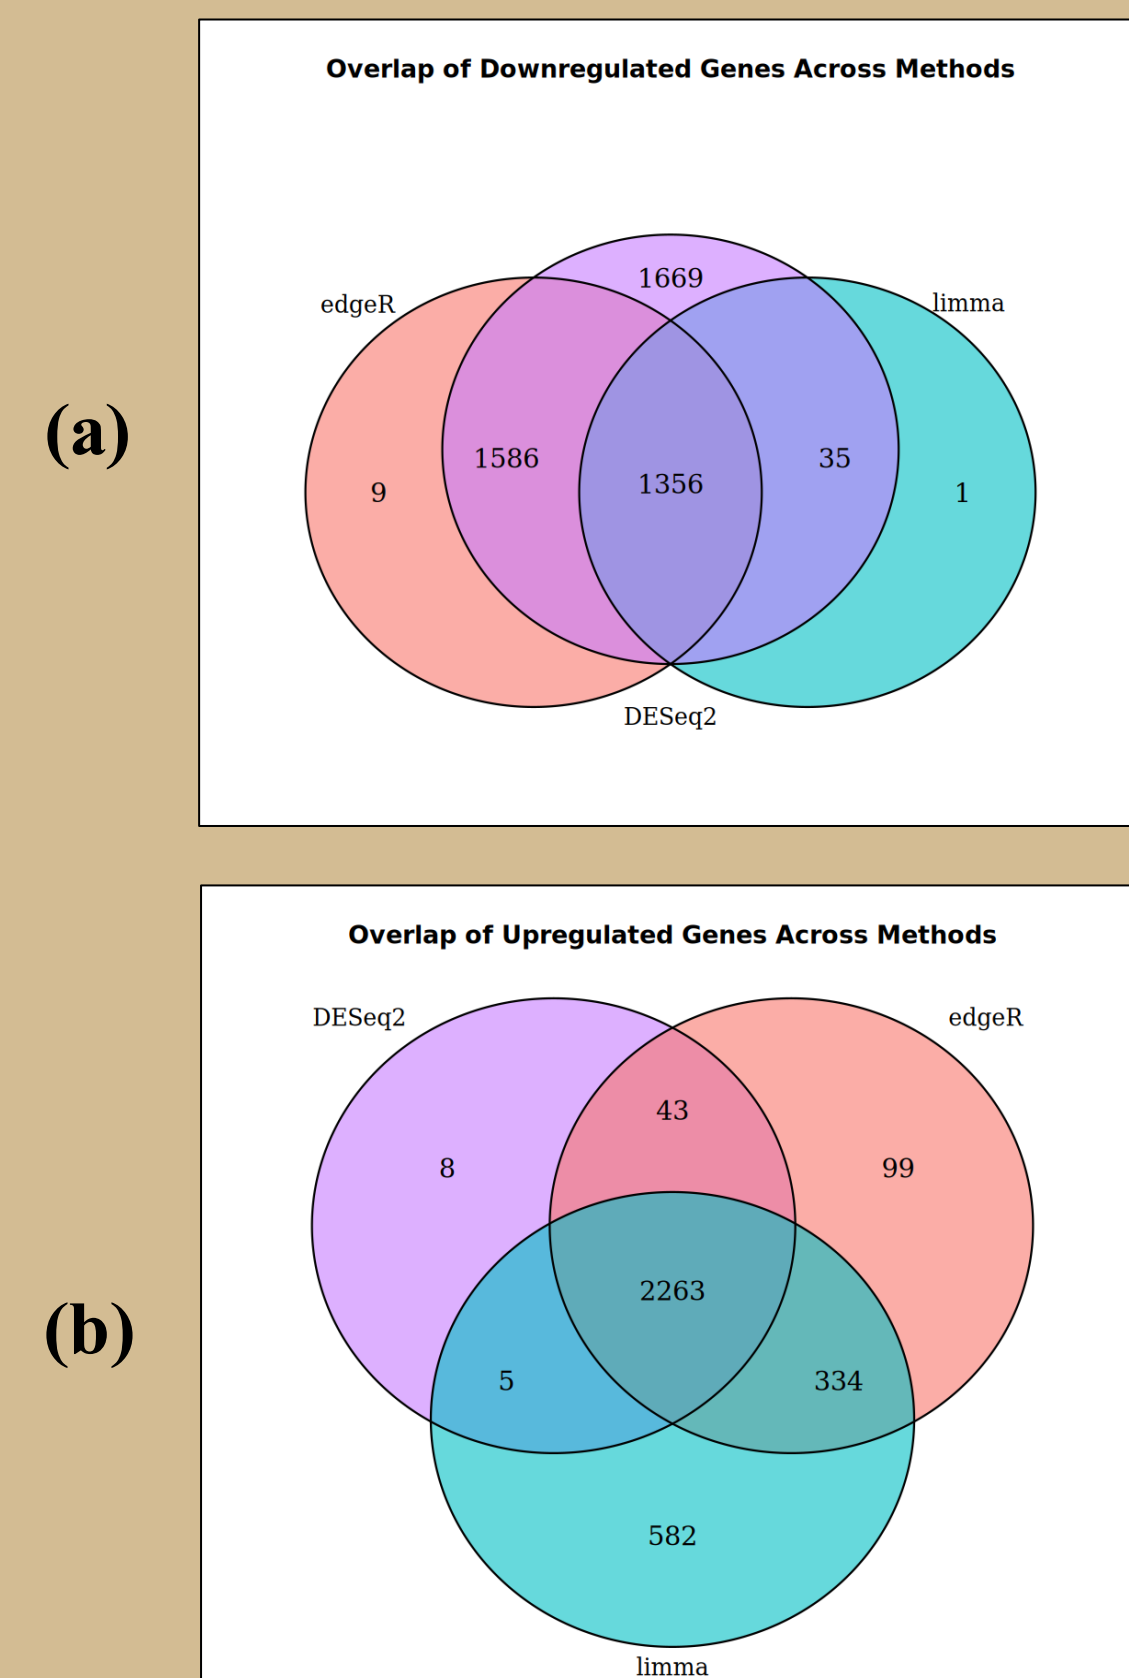 Overlap of Downregulated Genes Across Methods
1669
edgeR
limma
(a)
1586
35
1356
9
1
DESeq2
Overlap of Upregulated Genes Across Methods
DESeq2
edgeR
43
8
99
2263
(b)
5
334
582
limma